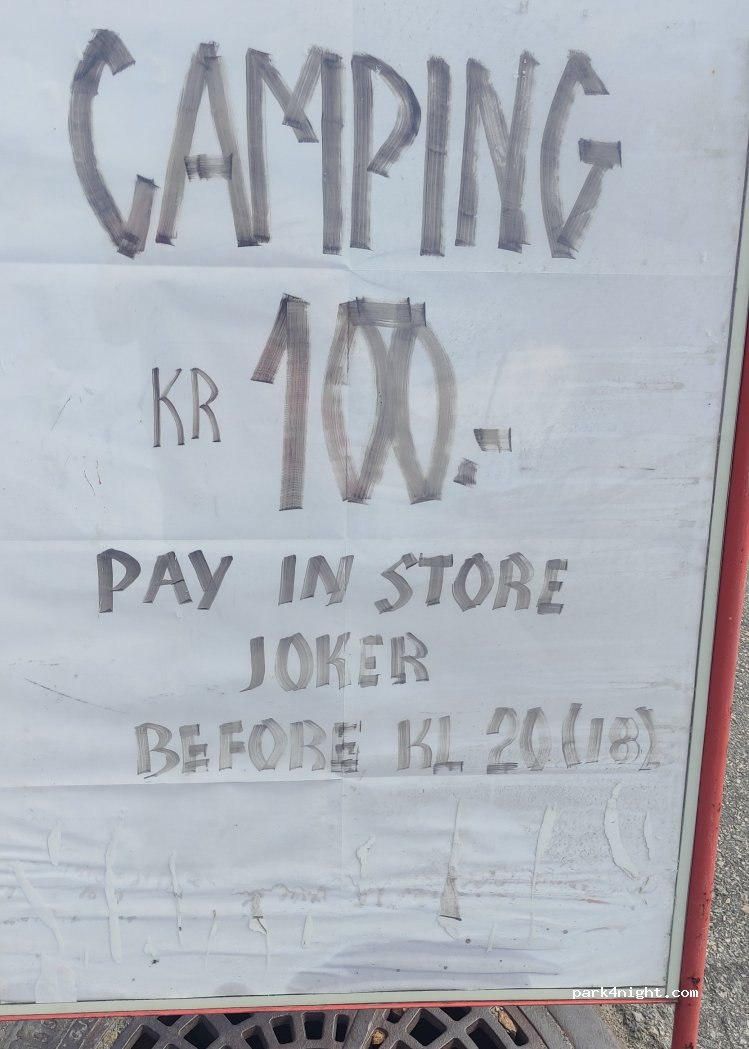 CAMPING
KR 100.-
PAY IN STORE
JOKER
BEFORE KL 20(18)
park4night.com